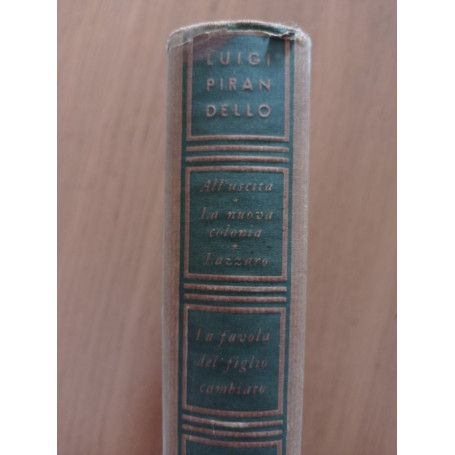 LUIGI
PIRAN
DELLO
All'uscita
La nuova
colonia
Lazzaro
La favola
del figlio
cambiato